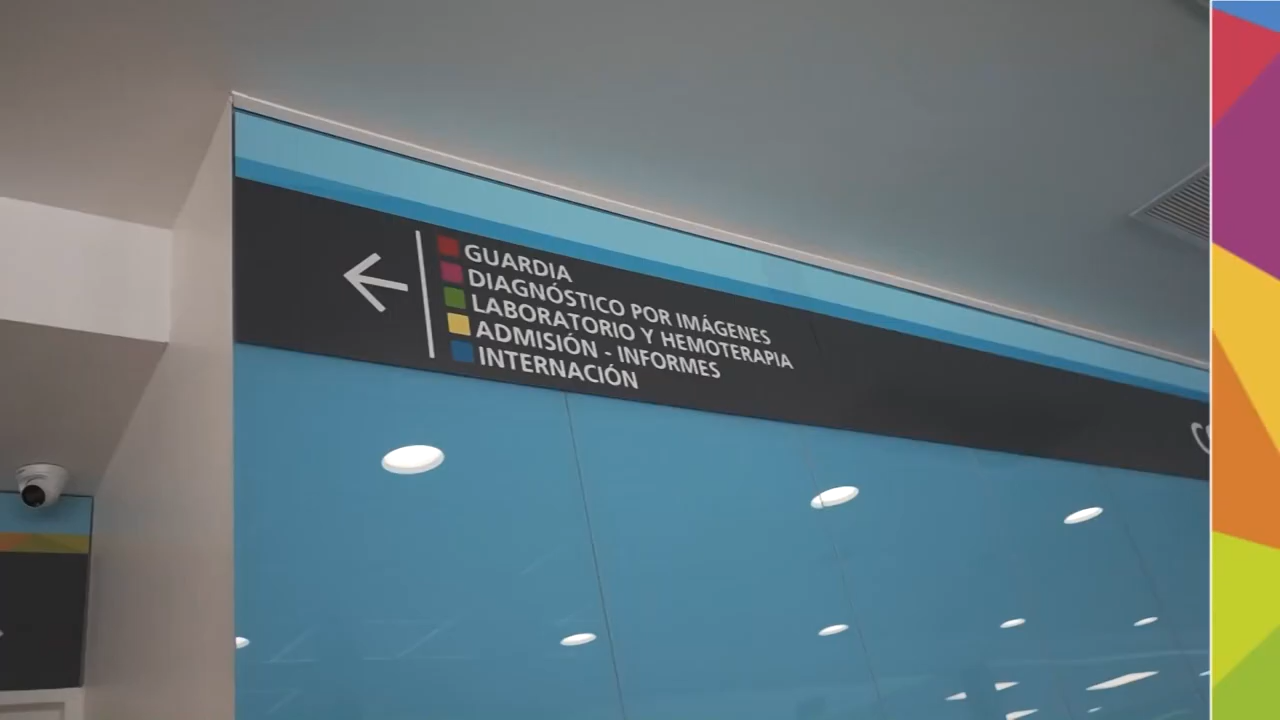 GUARDIA
DIAGNÓSTICO POR IMÁGENES
LABORATORIO Y HEMOTERAPIA
ADMISIÓN - INFORMES
INTERNACIÓN